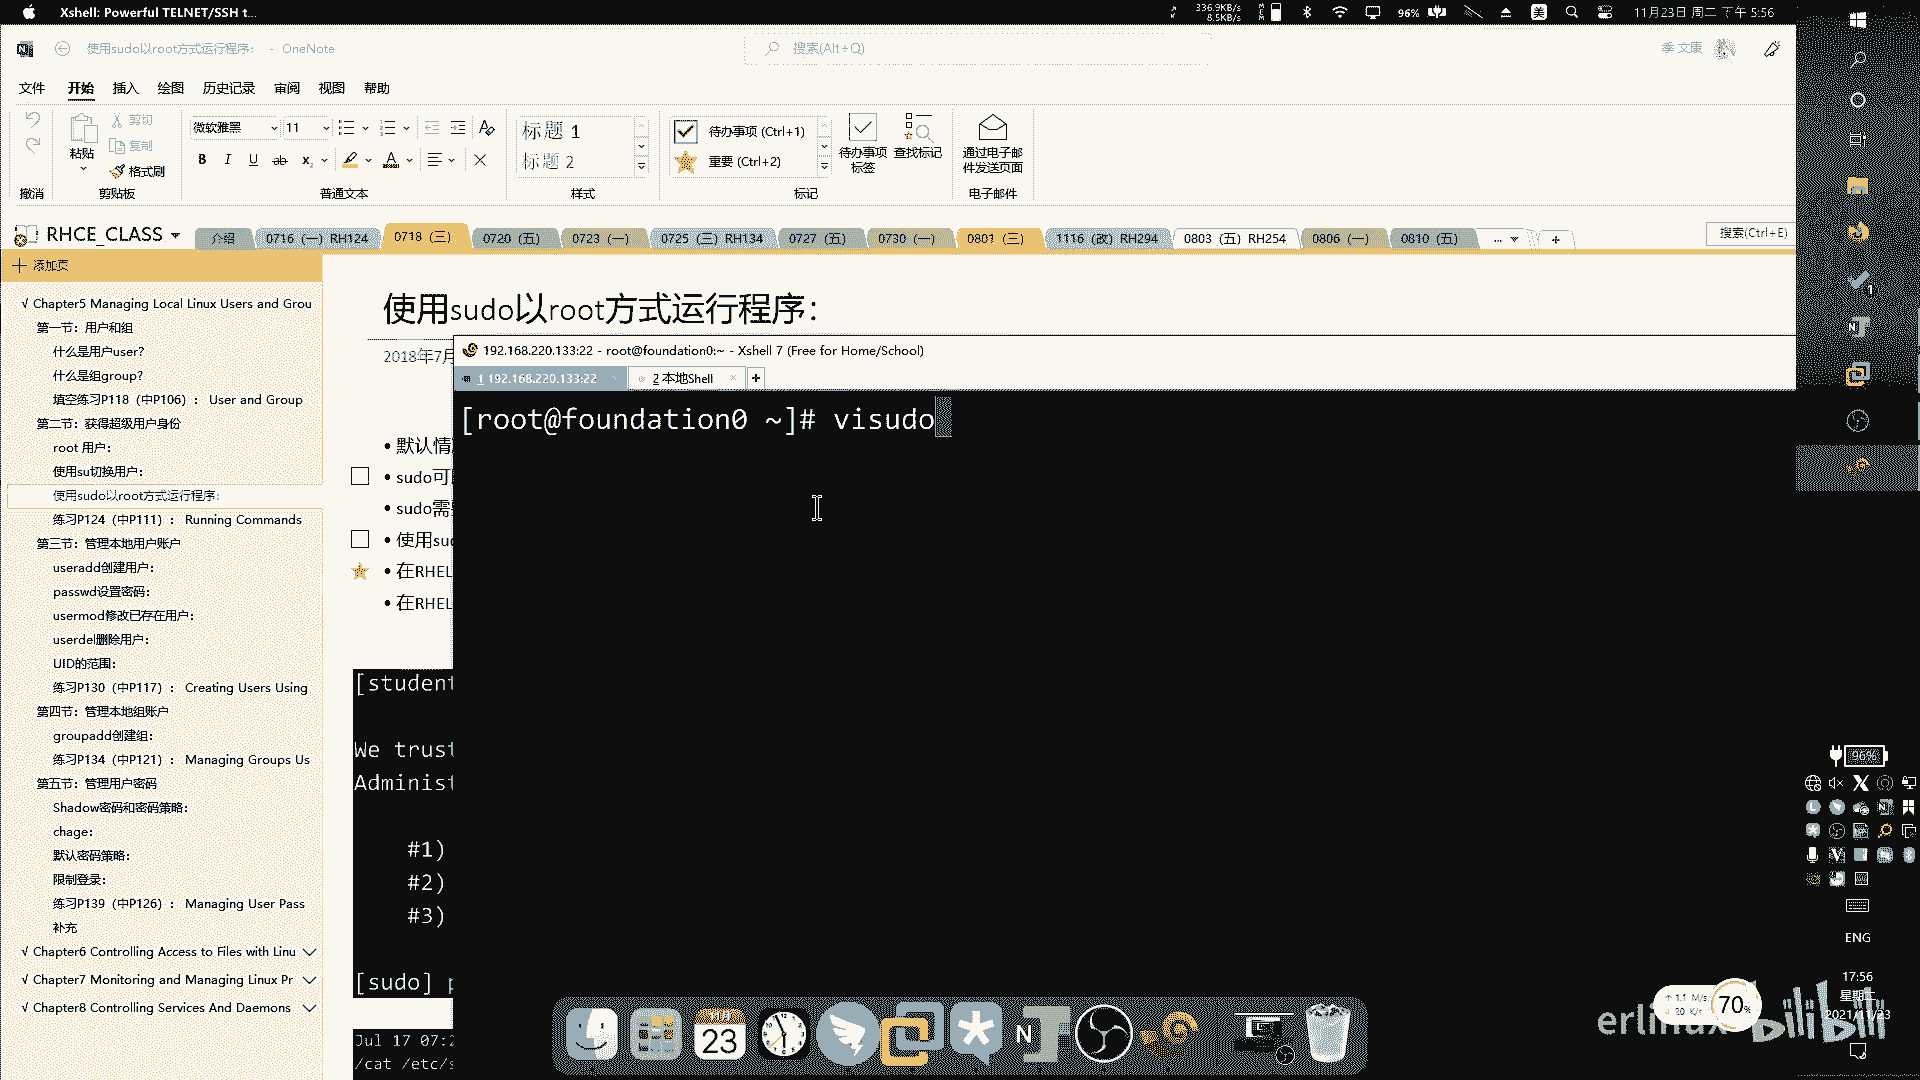 Xshell: Powerful TELNET/SSH t...
336.9KB/s
8.5KB/s
96%
美
11月23日 周二 下午 5:56
使用sudo以root方式运行程序: - OneNote
搜索(Alt+Q)
季 文康
文件 开始 插入 绘图 历史记录 审阅 视图 帮助
粘贴
剪切
复制
格式刷
微软雅黑 11
B I U ab x
标题 1
标题 2
待办事项 (Ctrl+1)
重要 (Ctrl+2)
待办事项
标签
查找标记
通过电子邮
件发送页面
撤消 剪贴板 普通文本 样式 标记 电子邮件
RHCE_CLASS
介绍 0716 (一) RH124 0718 (三) 0720 (五) 0723 (一) 0725 (三) RH134 0727 (五) 0730 (一) 0801 (三) 1116 (改) RH294 0803 (五) RH254 0806 (一) 0810 (五) ... +
搜索(Ctrl+E)
添加页
√ Chapter5 Managing Local Linux Users and Grou
第一节：用户和组
什么是用户user?
什么是组group?
填空练习P118（中P106）： User and Group
第二节：获得超级用户身份
root 用户:
使用su切换用户:
使用sudo以root方式运行程序:
练习P124（中P111）： Running Commands
第三节：管理本地用户账户
useradd创建用户:
passwd设置密码:
usermod修改已存在用户:
userdel删除用户:
UID的范围:
练习P130（中P117）： Creating Users Using
第四节：管理本地组账户
groupadd创建组:
练习P134（中P121）： Managing Groups Us
第五节：管理用户密码
Shadow密码和密码策略:
chage:
默认密码策略:
限制登录:
练习P139（中P126）： Managing User Pass
补充
√ Chapter6 Controlling Access to Files with Linu
√ Chapter7 Monitoring and Managing Linux Pr
√ Chapter8 Controlling Services And Daemons
使用sudo以root方式运行程序:
2018年7月
• 默认情
• sudo可
• sudo需
• 使用su
• 在RHEL
• 在RHEL
[student
We trust
Administ
#1)
#2)
#3)
[sudo] p
Jul 17 07:2
/cat /etc/s
192.168.220.133:22 - root@foundation0:~ - Xshell 7 (Free for Home/School)
1 192.168.220.133:22 2 本地Shell +
[root@foundation0 ~]# visudo
96%
ENG
17:56
星期二
2021/11/23
1.1 M/s
20 K/s
70%
erlinux bilibili
23